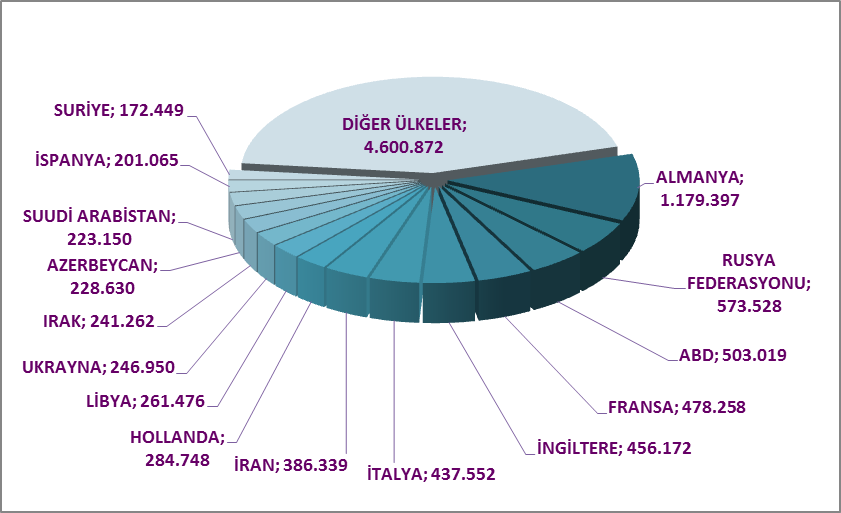 DİĞER ÜLKELER;
4.600.872
ALMANYA;
1.179.397
RUSYA
FEDERASYONU;
573.528
ABD; 503.019
FRANSA; 478.258
İNGİLTERE; 456.172
İTALYA; 437.552
İRAN; 386.339
HOLLANDA;
284.748
LİBYA; 261.476
UKRAYNA; 246.950
IRAK; 241.262
AZERBEYCAN;
228.630
SUUDİ ARABİSTAN;
223.150
İSPANYA; 201.065
SURİYE; 172.449